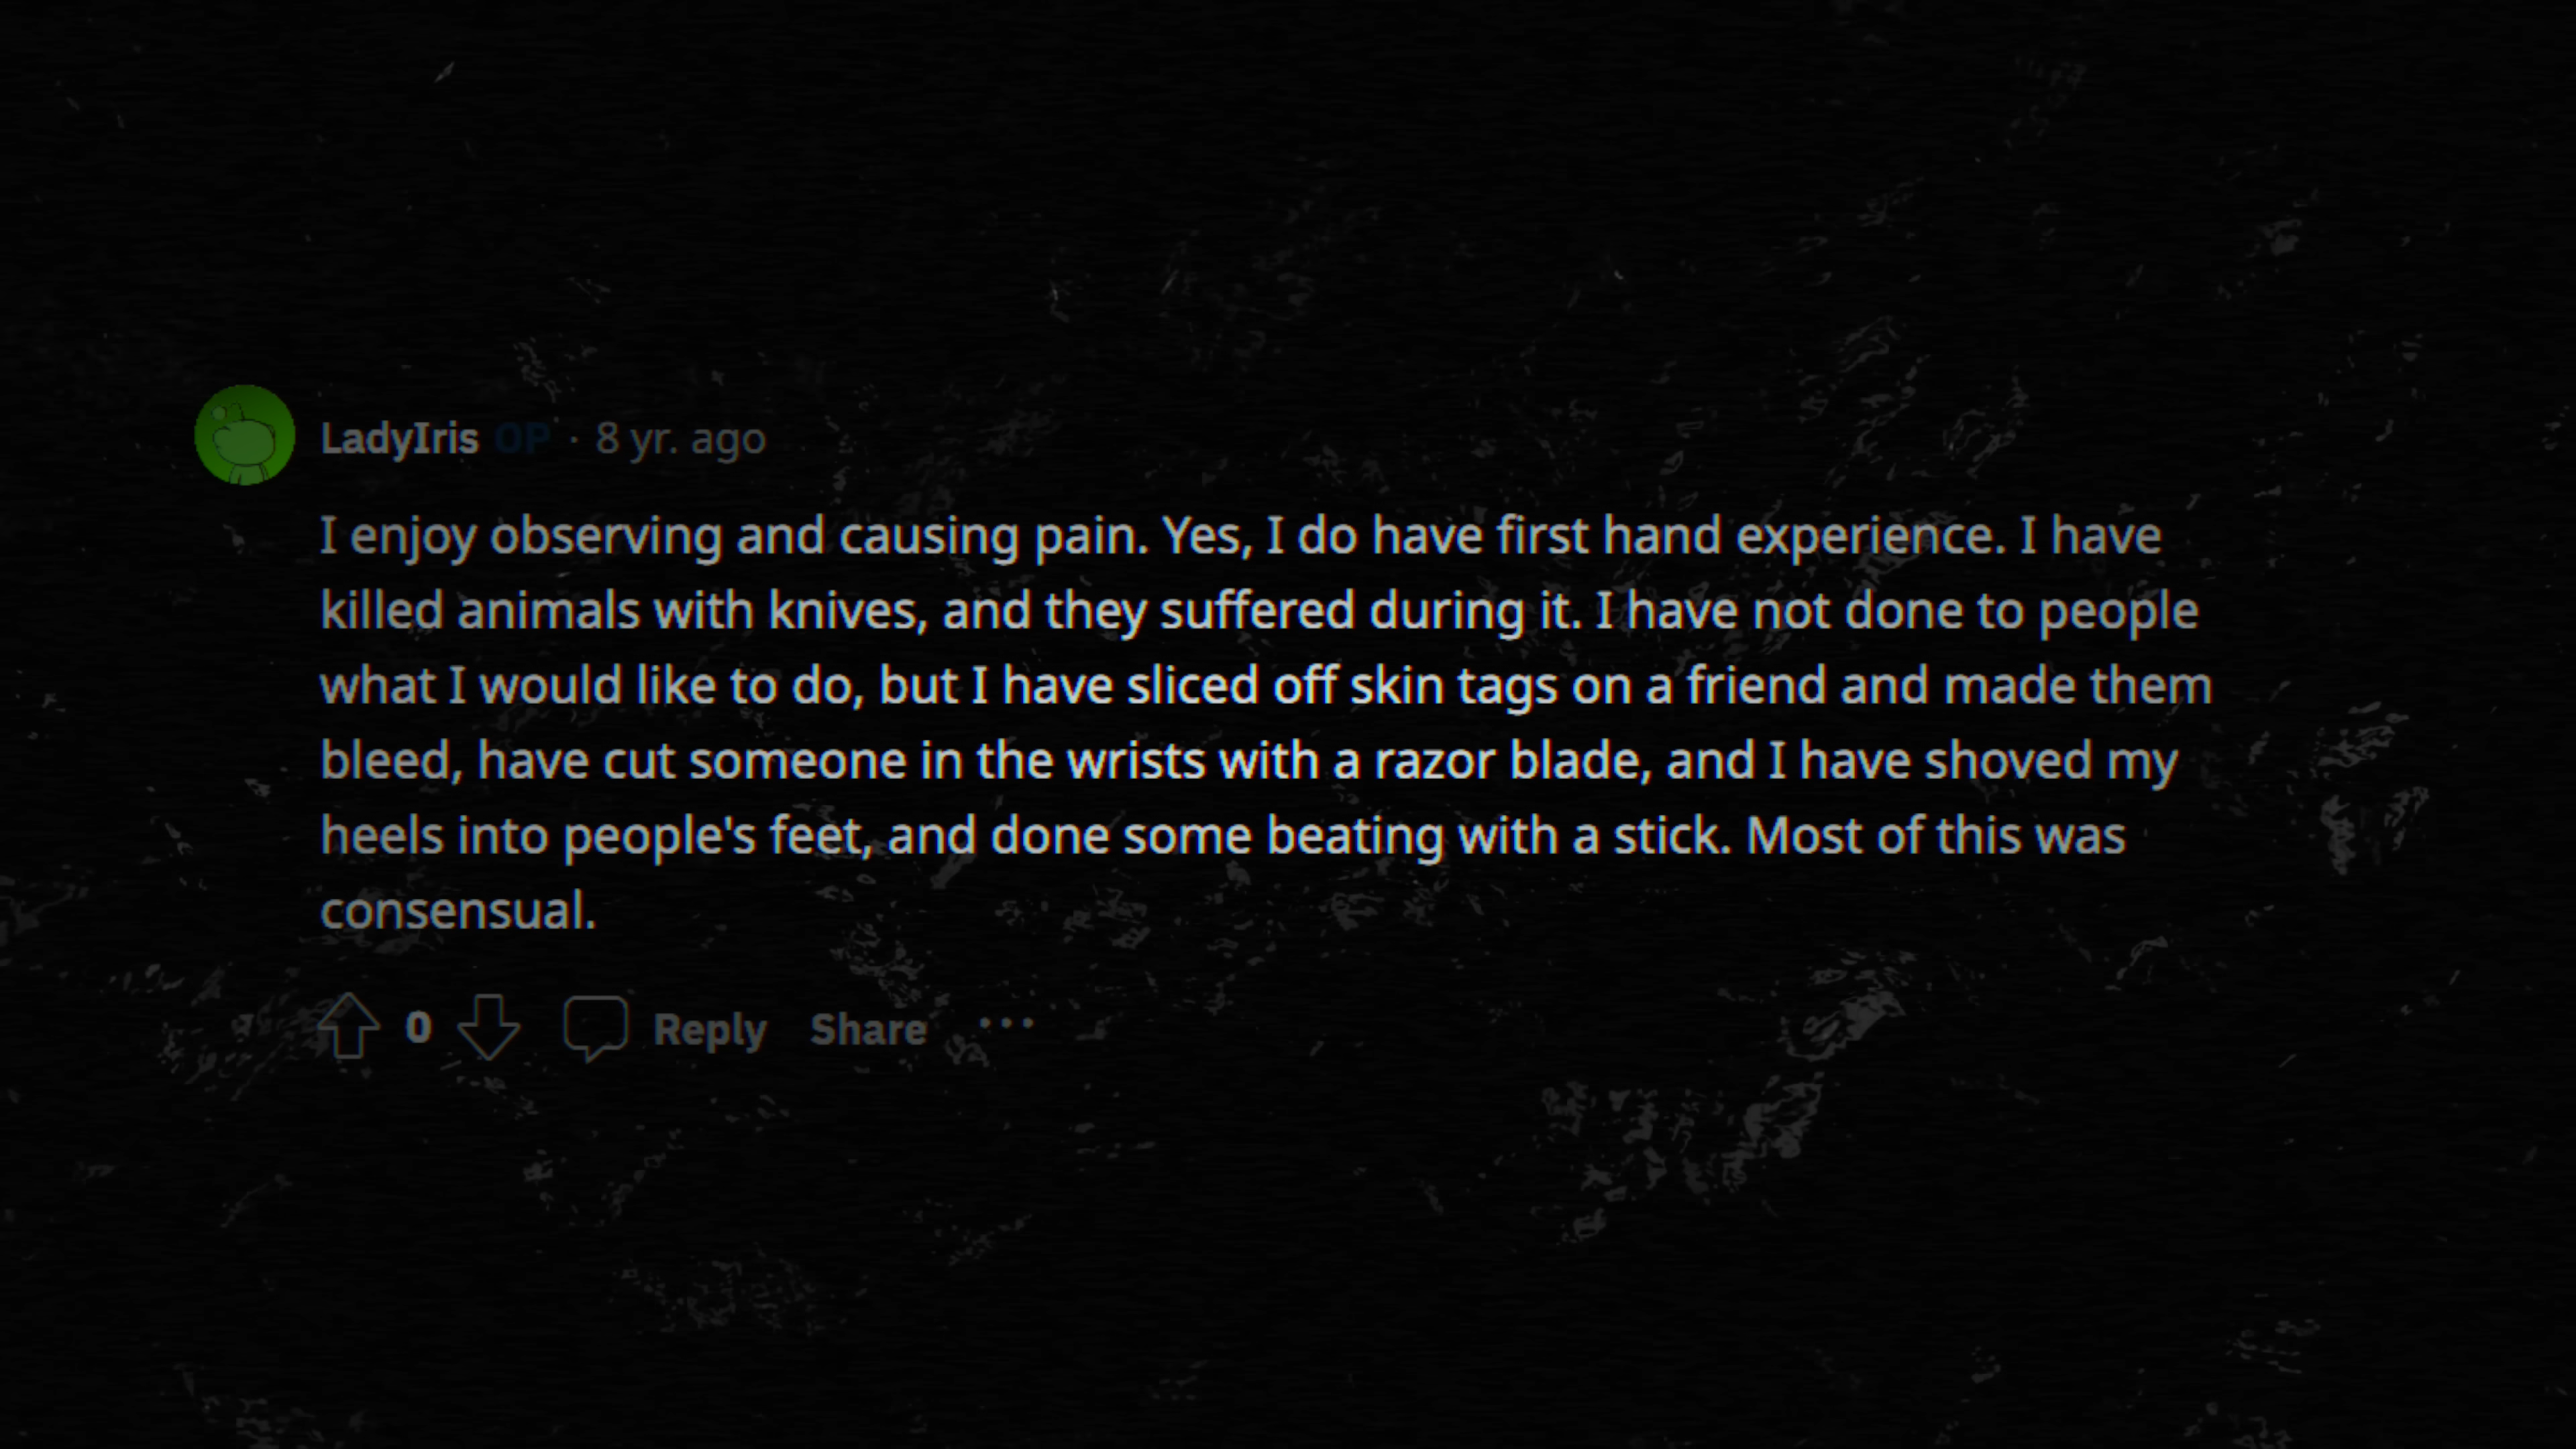 LadyIris OP · 8 yr. ago
I enjoy observing and causing pain. Yes, I do have first hand experience. I have
killed animals with knives, and they suffered during it. I have not done to people
what I would like to do, but I have sliced off skin tags on a friend and made them
bleed, have cut someone in the wrists with a razor blade, and I have shoved my
heels into people's feet, and done some beating with a stick. Most of this was
consensual.
0 Reply Share ...